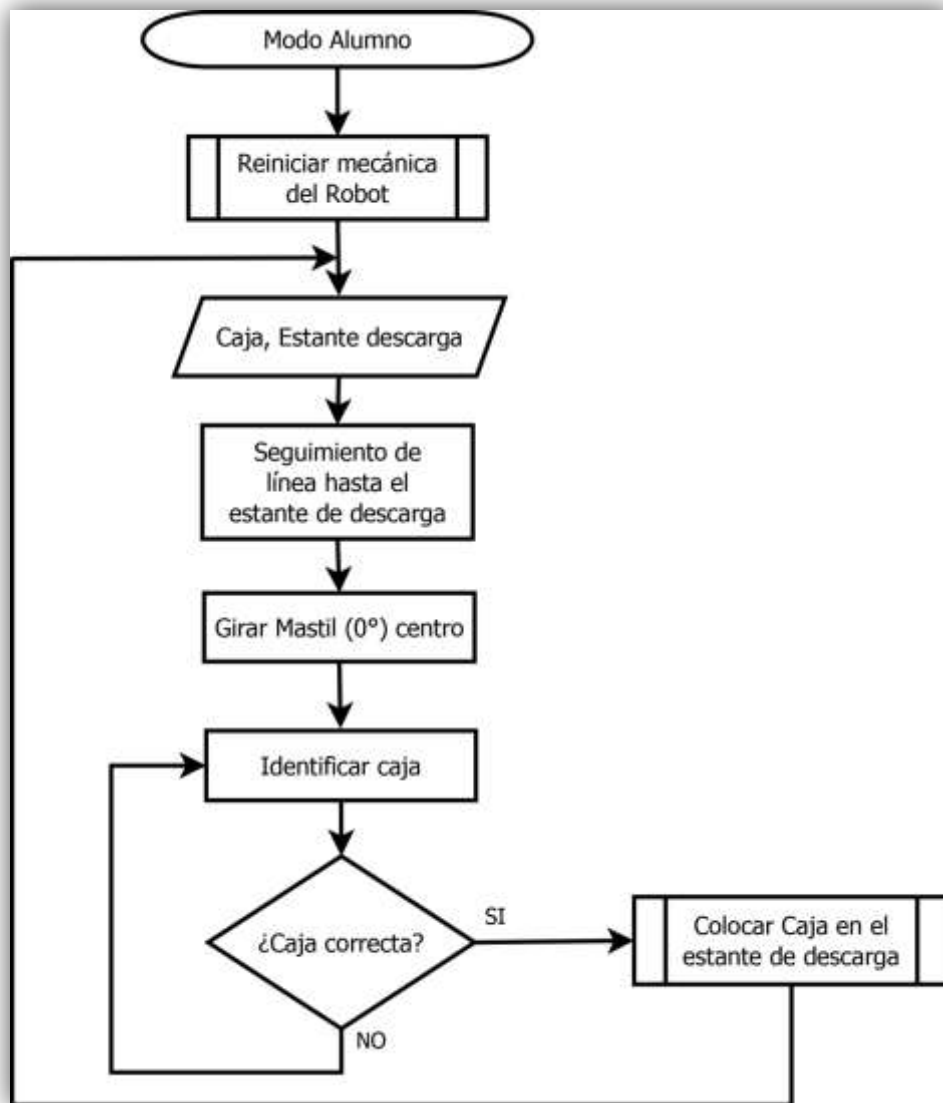 Modo Alumno
Reiniciar mecánica
del Robot
Caja, Estante descarga
Seguimiento de
línea hasta el
estante de descarga
Girar Mastil (0°) centro
Identificar caja
¿Caja correcta?
SI
Colocar Caja en el
estante de descarga
NO